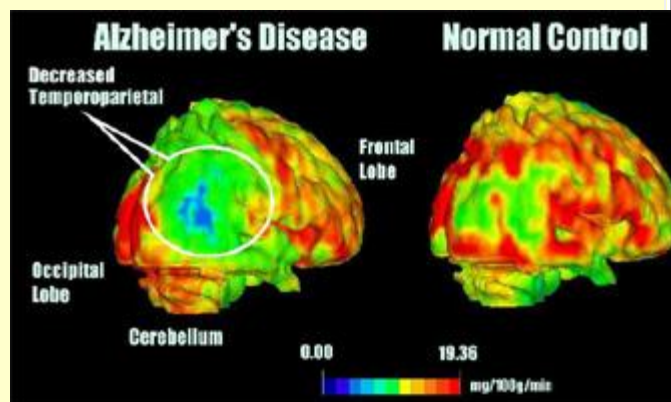 Alzheimer's Disease
Normal Control
Decreased
Temporoparietal
Frontal
Lobe
Occipital
Lobe
Cerebellum
0.00
19.36
mg/100g/min